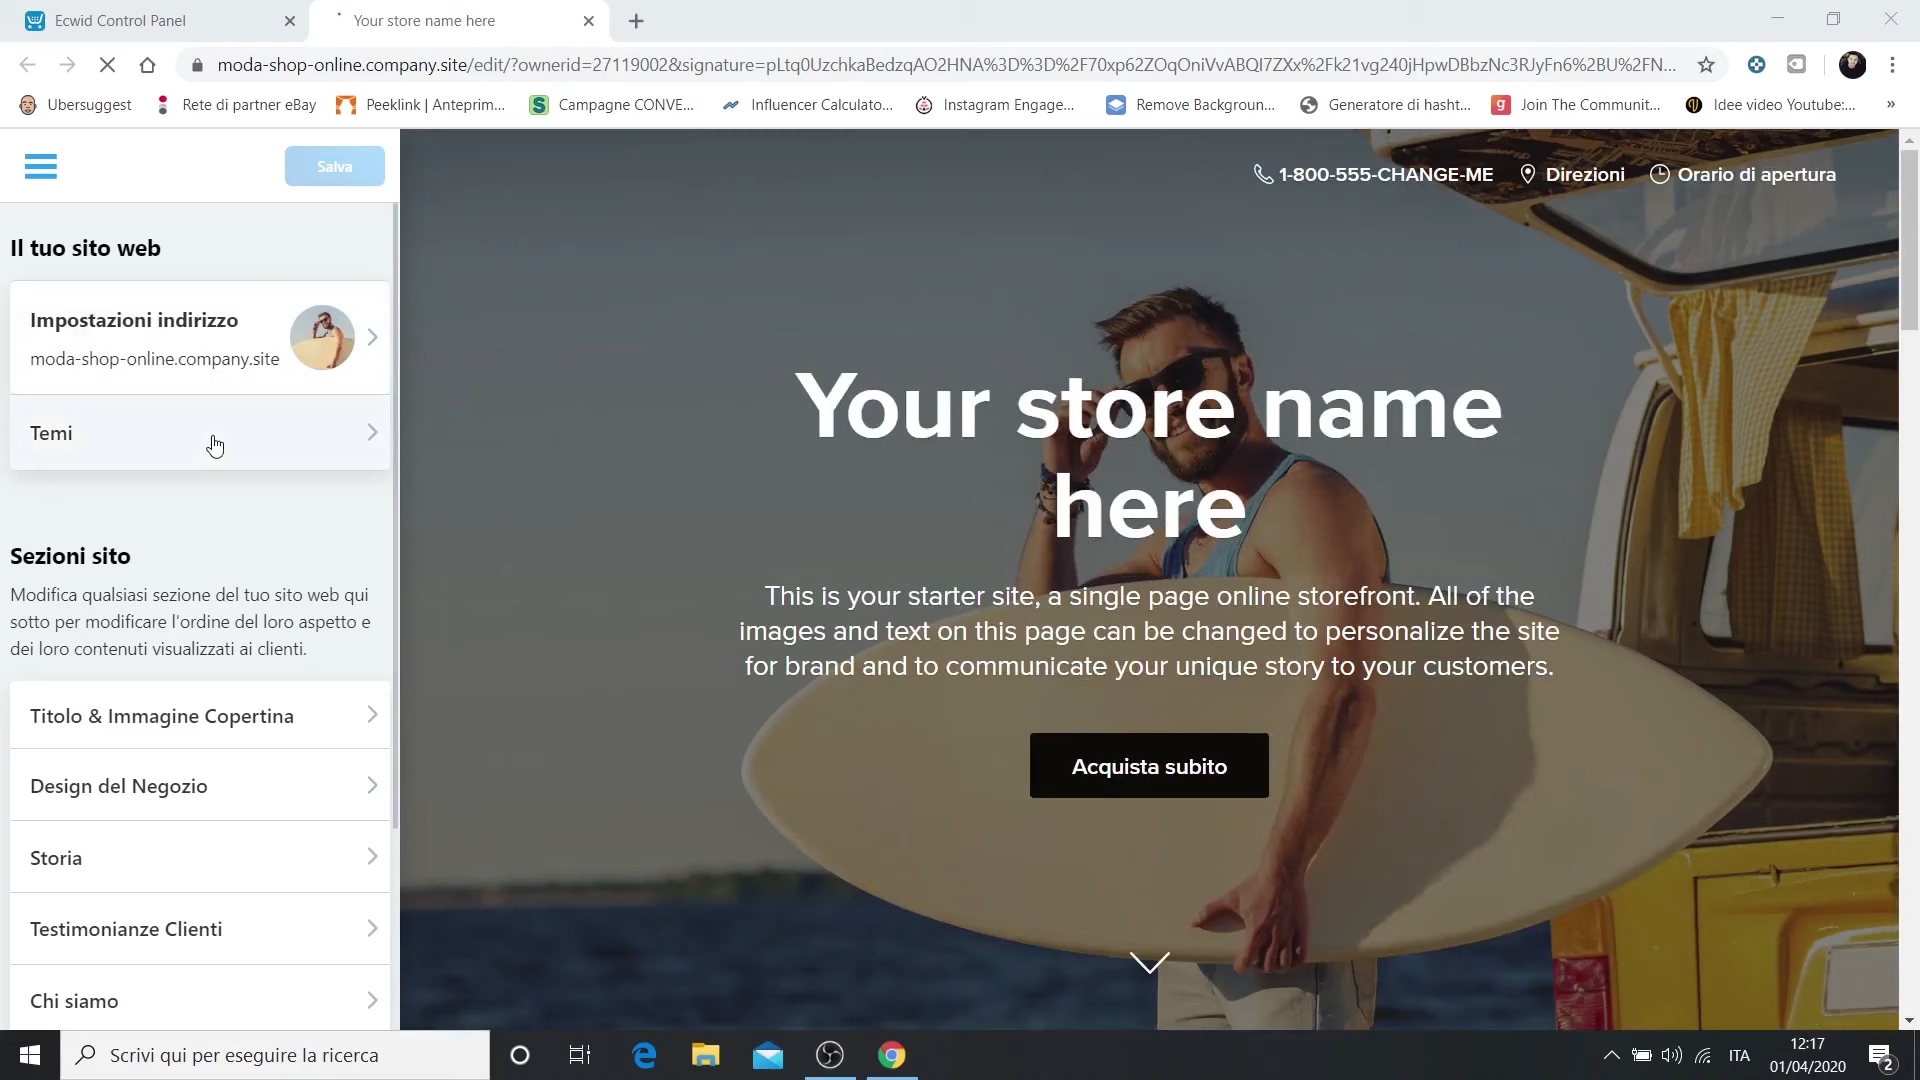 Ecwid Control Panel
Your store name here
moda-shop-online.company.site/edit/?ownerid=27119002&signature=pLtq0UzchkaBedzqAO2HNA%3D%3D%2F70xp62ZOqOniVvABQI7ZXx%2Fk21vg240jHpwDBbzNc3RJyFn6%2BU%2FN...
Ubersuggest
Rete di partner eBay
Peeklink | Anteprim...
Campagne CONVE...
Influencer Calculato...
Instagram Engage...
Remove Backgroun...
Generatore di hasht...
Join The Communit...
Idee video Youtube:...
»
Salva
Il tuo sito web
Impostazioni indirizzo
moda-shop-online.company.site
Temi
Sezioni sito
Modifica qualsiasi sezione del tuo sito web qui
sotto per modificare l'ordine del loro aspetto e
dei loro contenuti visualizzati ai clienti.
Titolo & Immagine Copertina
Design del Negozio
Storia
Testimonianze Clienti
Chi siamo
1-800-555-CHANGE-ME
Direzioni
Orario di apertura
Your store name
here
This is your starter site, a single page online storefront. All of the
images and text on this page can be changed to personalize the site
for brand and to communicate your unique story to your customers.
Acquista subito
Scrivi qui per eseguire la ricerca
ITA
12:17
01/04/2020
2